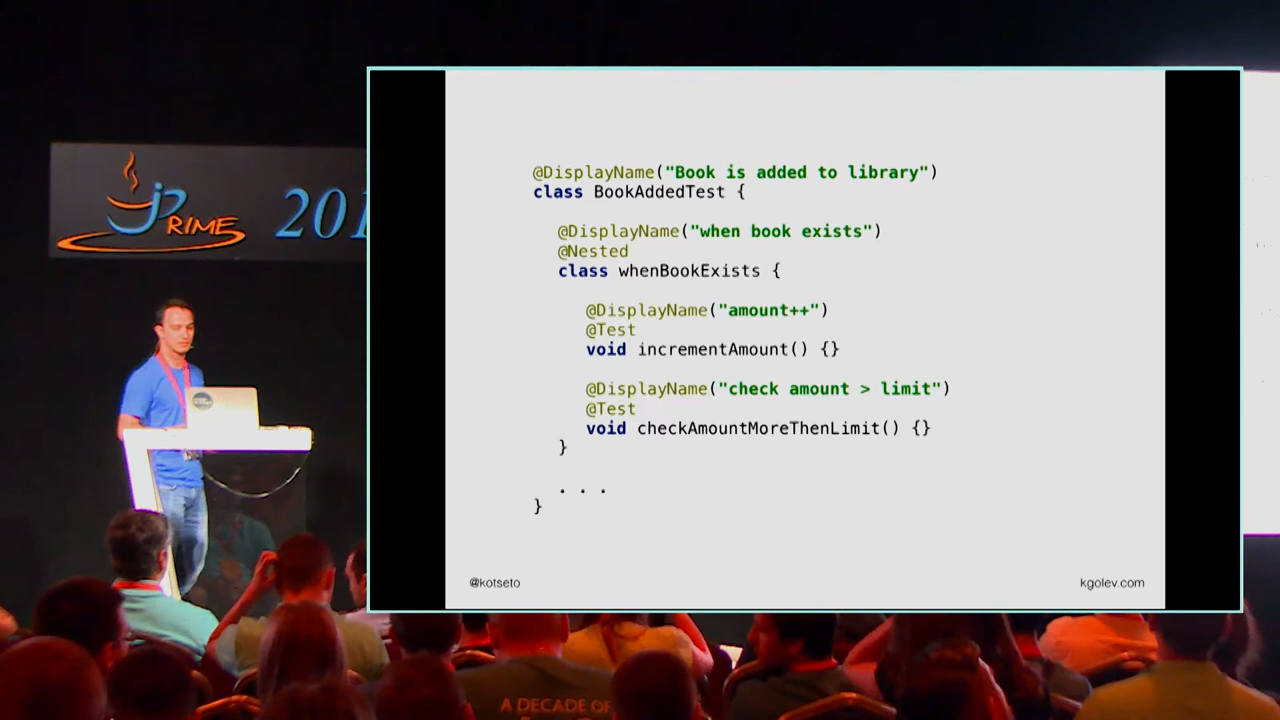 JPRIME 201
@DisplayName("Book is added to library")
class BookAddedTest {
@DisplayName("when book exists")
@Nested
class whenBookExists {
@DisplayName("amount++")
@Test
void incrementAmount() {}
@DisplayName("check amount > limit")
@Test
void checkAmountMoreThenLimit() {}
}
. . .
}
@kotseto
kgolev.com
A DECADE OF